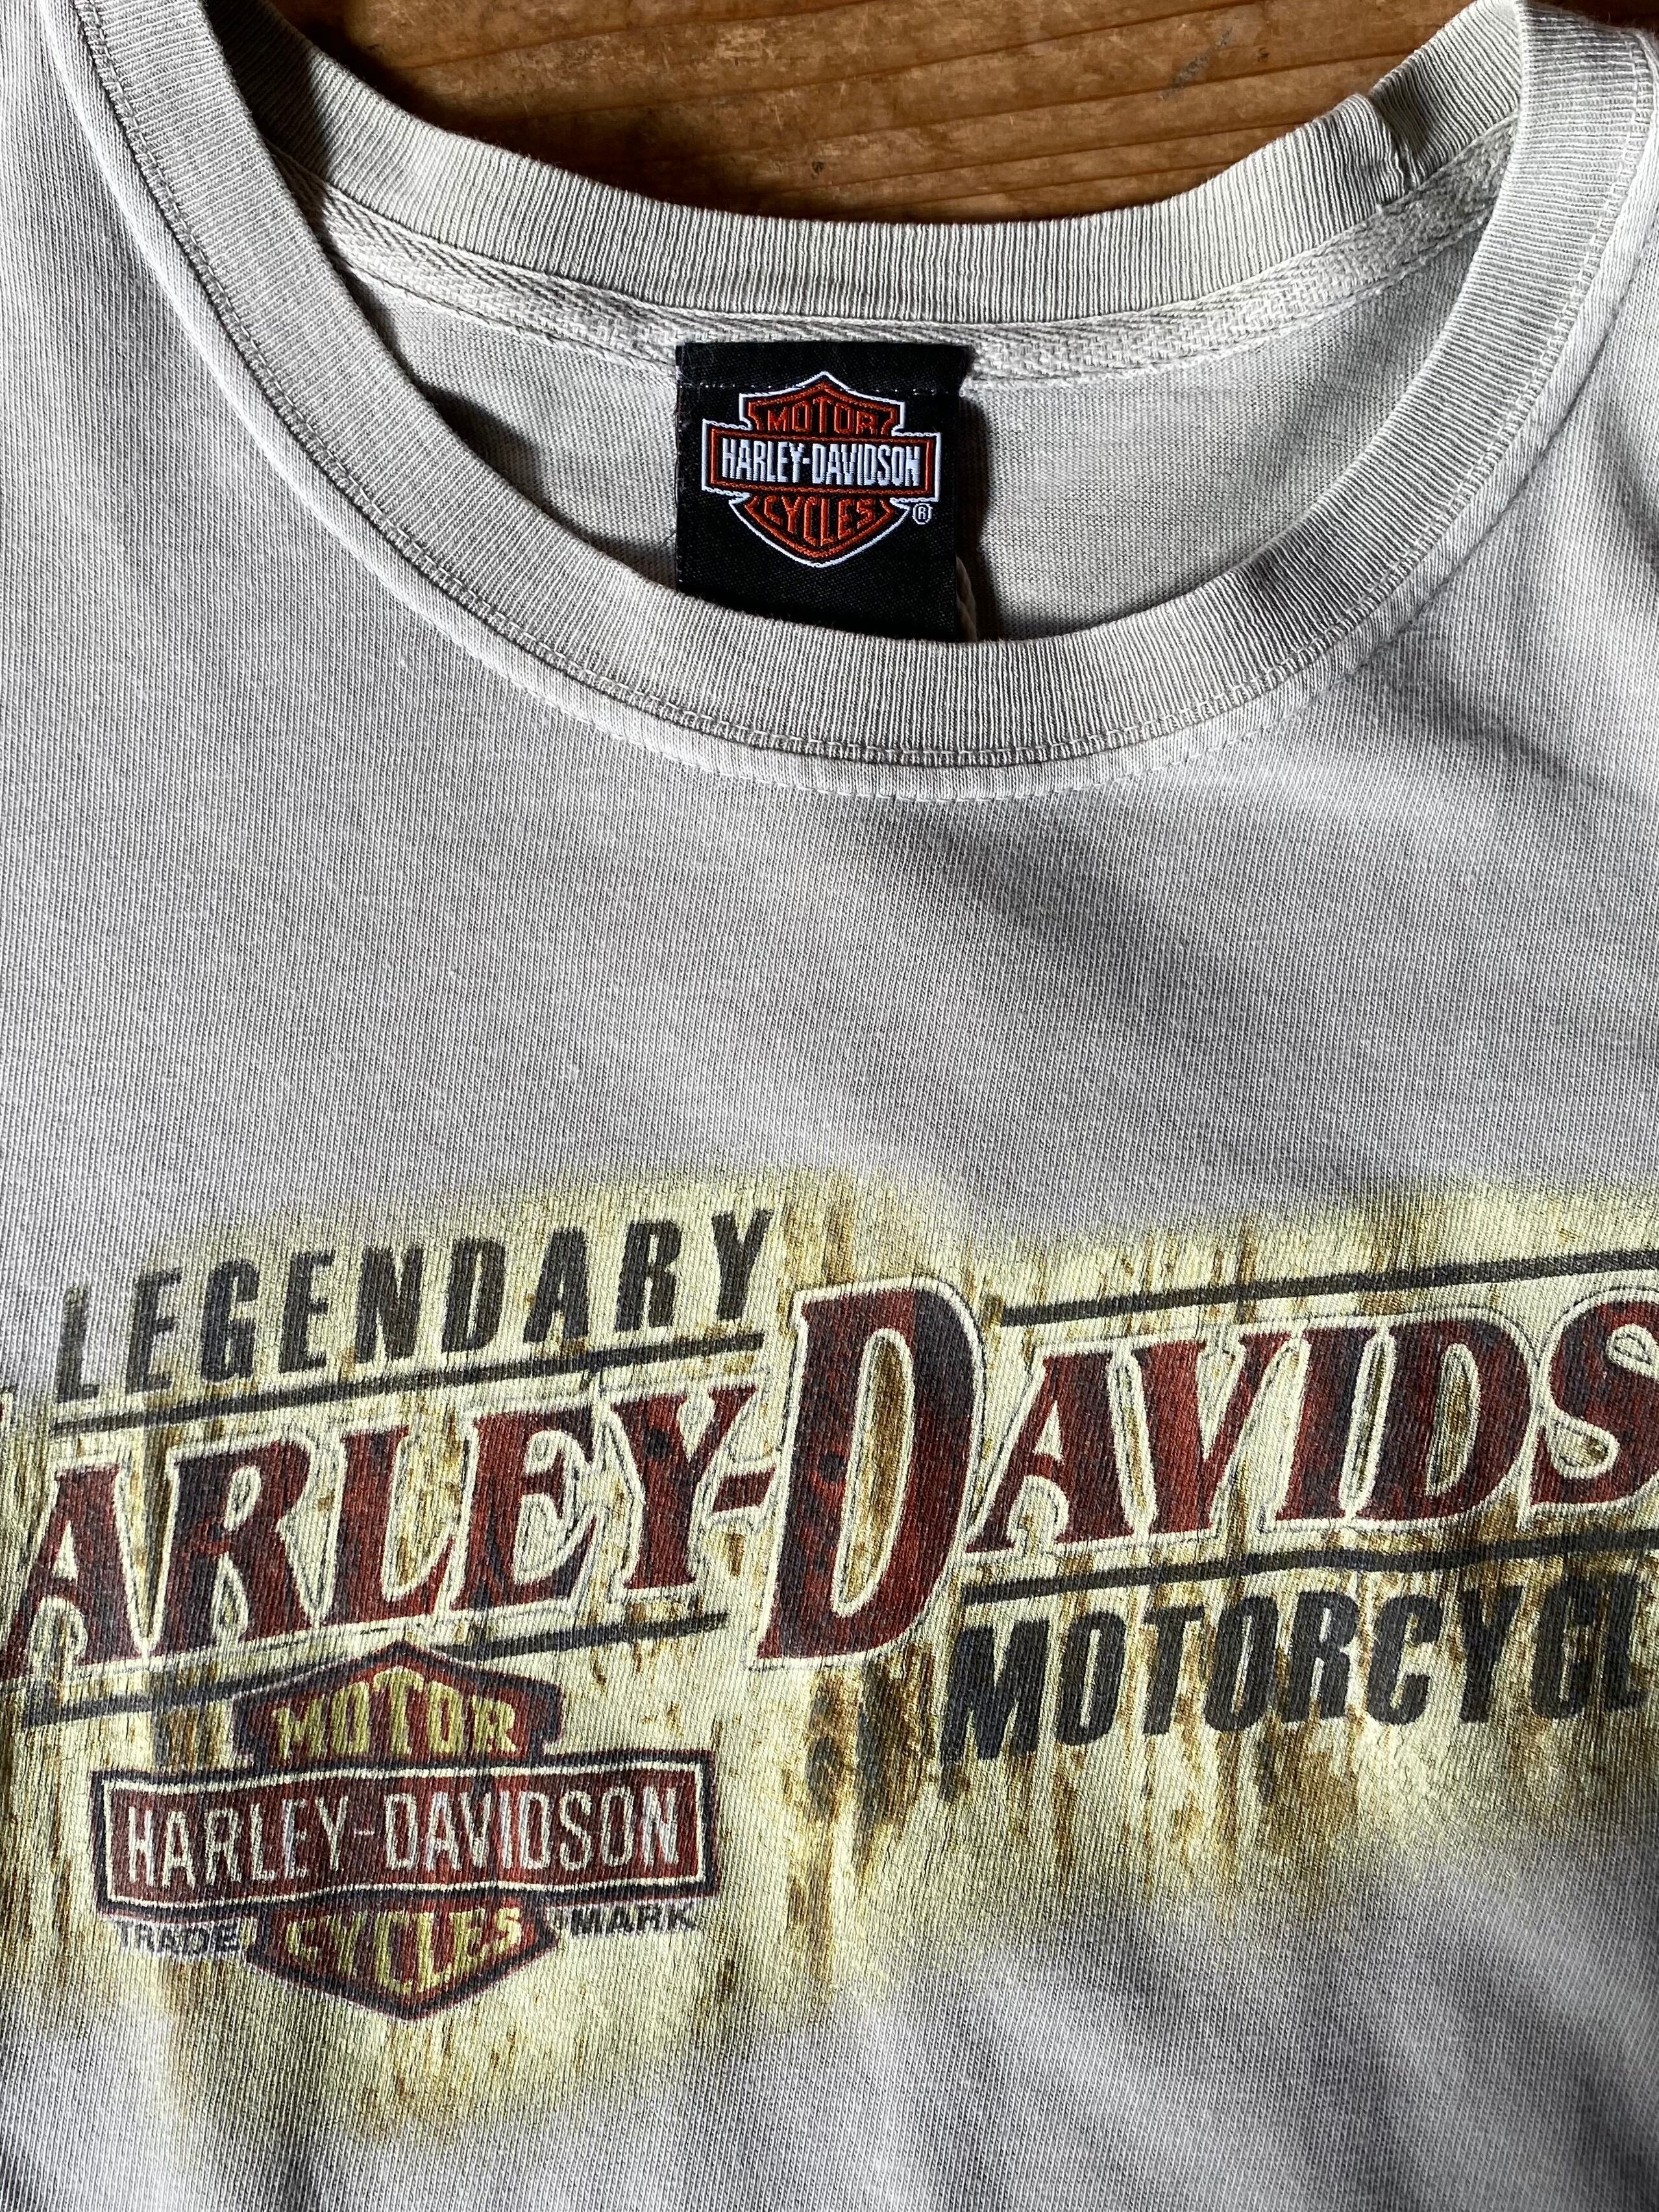 MOTOR
HARLEY-DAVIDSON
CYCLES ®
LEGENDARY
ARLEY-DAVIDS
MOTORCYCL
MOTOR
HARLEY-DAVIDSON
CYCLES
TRADE MARK